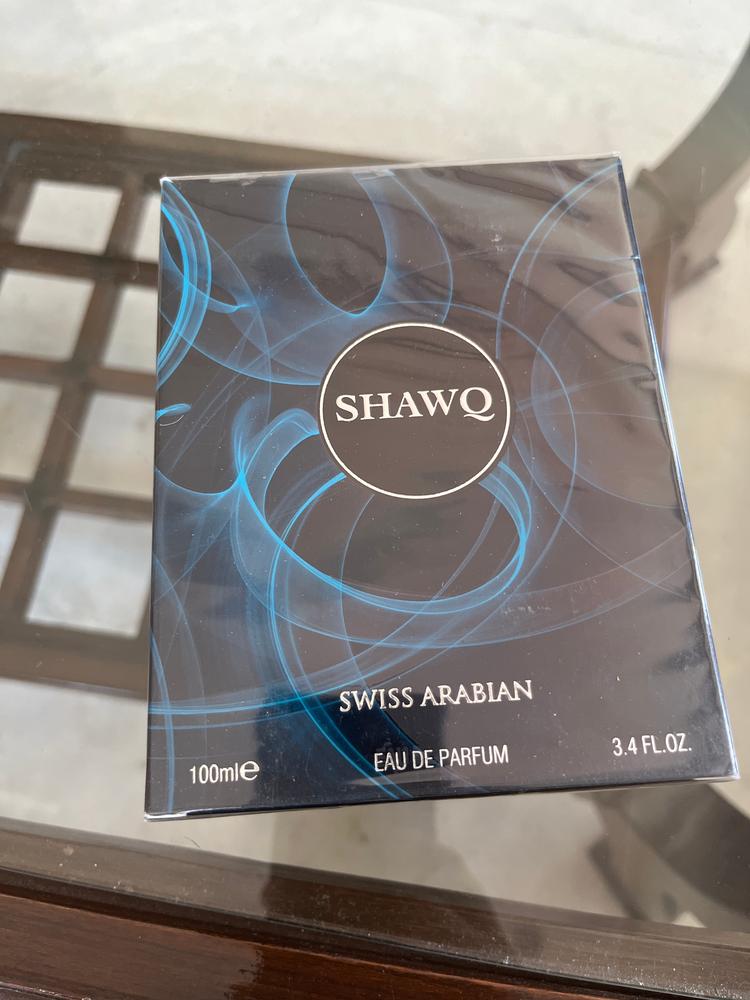 SHAWQ
SWISS ARABIAN
EAU DE PARFUM
100ml℮
3.4 FL.OZ.